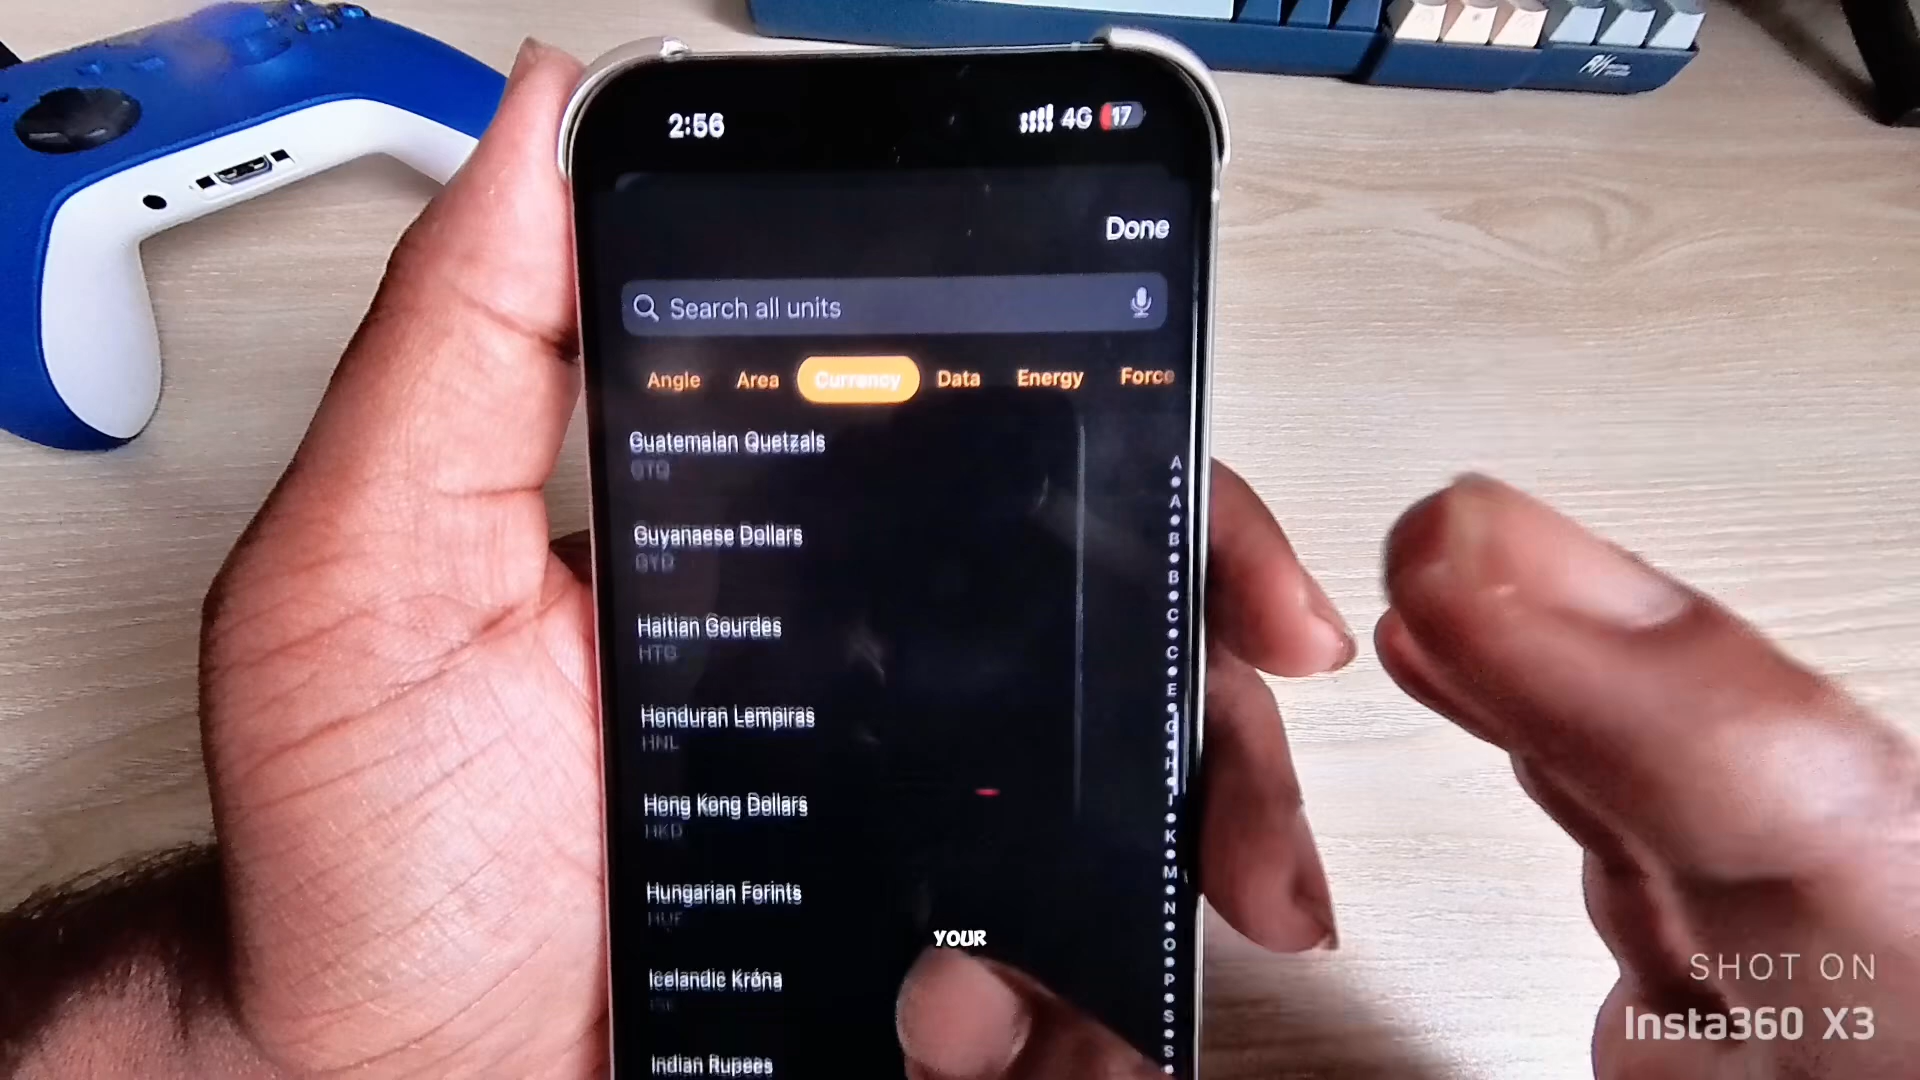 2:56
4G 17
Done
Search all units
Angle Area Currency Data Energy Force
Guatemalan Quetzals
GTQ
Guyanaese Dollars
GYD
Haitian Gourdes
HTG
Honduran Lempiras
HNL
Hong Kong Dollars
HKD
Hungarian Forints
HUF
Icelandic Króna
ISK
Indian Rupees
A
A
B
B
C
C
E
G
H
I
K
M
N
O
P
S
S
YOUR
SHOT ON
Insta360 X3